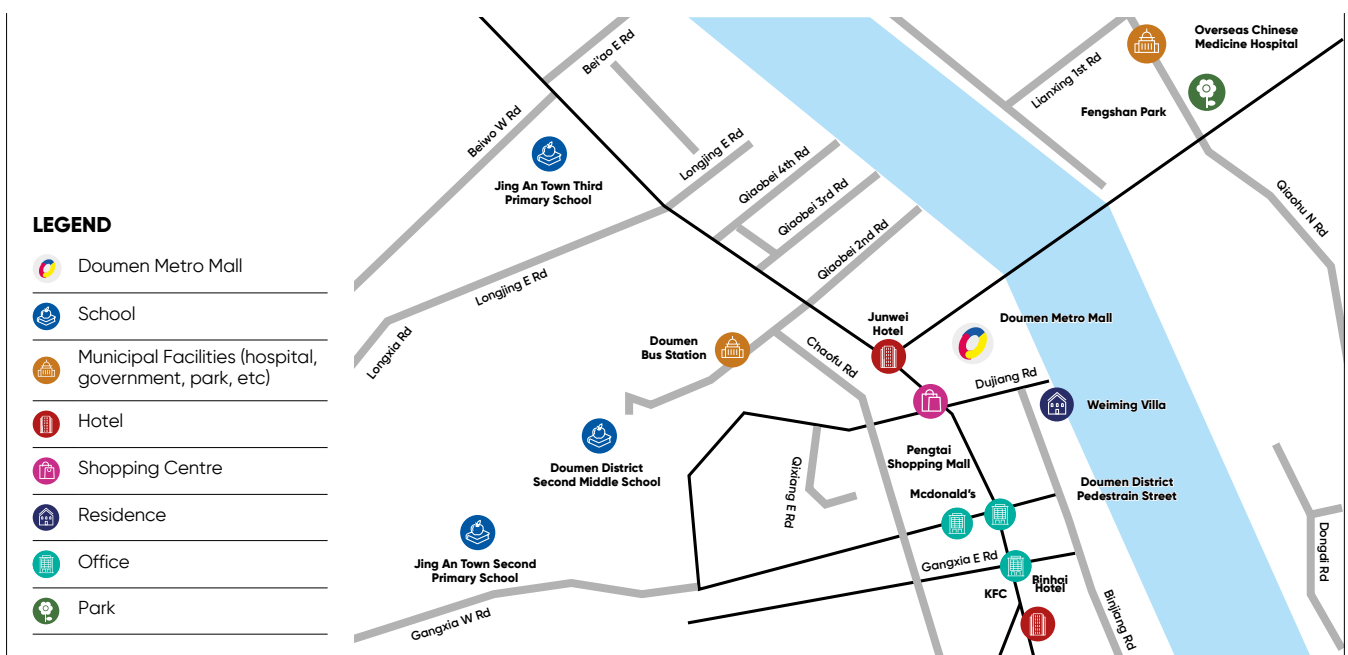 LEGEND
Doumen Metro Mall
School
Municipal Facilities (hospital,
government, park, etc)
Hotel
Shopping Centre
Residence
Office
Park
Bei'ao E Rd
Beiwo W Rd
Jing An Town Third
Primary School
Longjing E Rd
Qiaobei 4th Rd
Qiaobei 3rd Rd
Qiaobei 2nd Rd
Longjing E Rd
Longxia Rd
Lianxing 1st Rd
Overseas Chinese
Medicine Hospital
Fengshan Park
Qiaohu N Rd
Junwei
Hotel
Doumen Metro Mall
Doumen
Bus Station
Chaofu Rd
Dujiang Rd
Weiming Villa
Doumen District
Second Middle School
Pengtai
Shopping Mall
Qixiang E Rd
Mcdonald's
Doumen District
Pedestrain Street
Jing An Town Second
Primary School
Gangxia E Rd
KFC
Binhai
Hotel
Gangxia W Rd
Binjiang Rd
Dongdi Rd